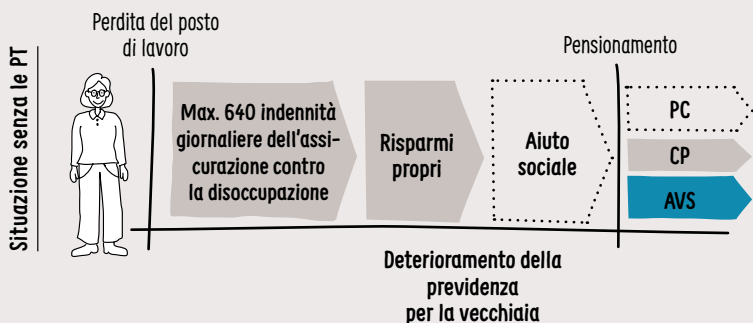 Situazione senza le PT
Perdita del posto
di lavoro
Max. 640 indennità
giornaliere dell'assi-
curazione contro
la disoccupazione
Risparmi
propri
Aiuto
sociale
Pensionamento
PC
CP
AVS
Deterioramento della
previdenza
per la vecchiaia